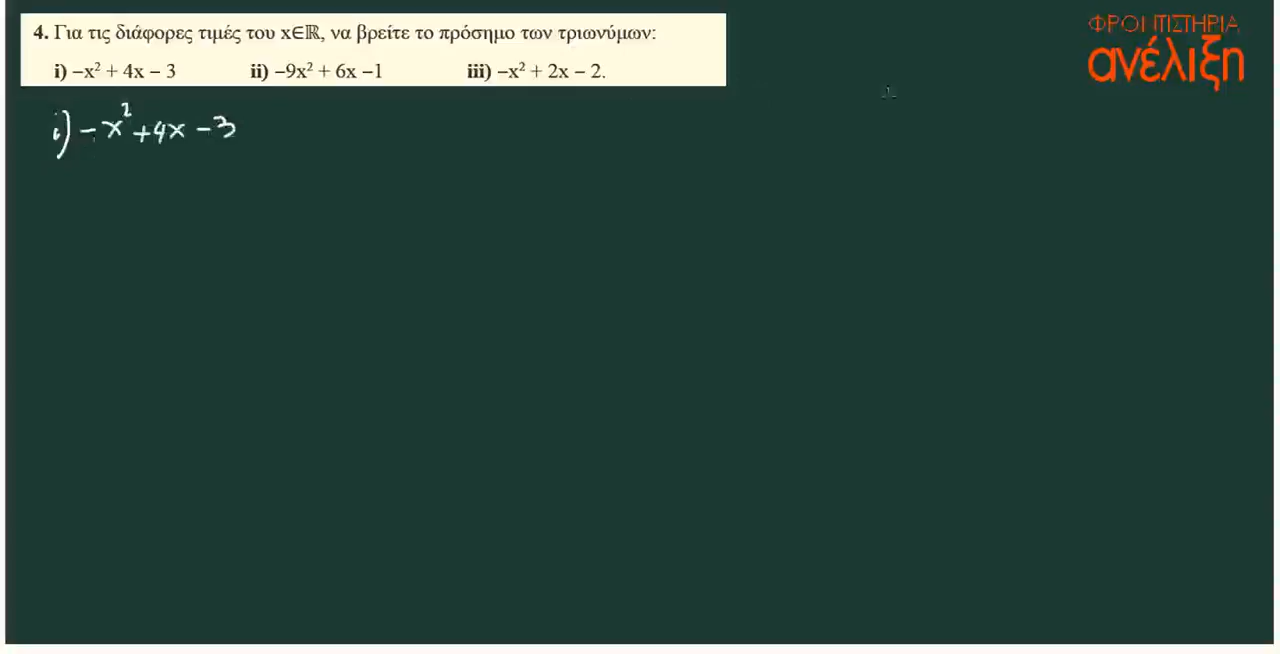 4. Για τις διάφορες τιμές του x∈ℝ, να βρείτε το πρόσημο των τριωνύμων:
i) –x² + 4x – 3 ii) –9x² + 6x –1 iii) –x² + 2x – 2.
ΦΡΟΝΤΙΣΤΗΡΙΑ
ανέλιξη
i) –x² +4x –3